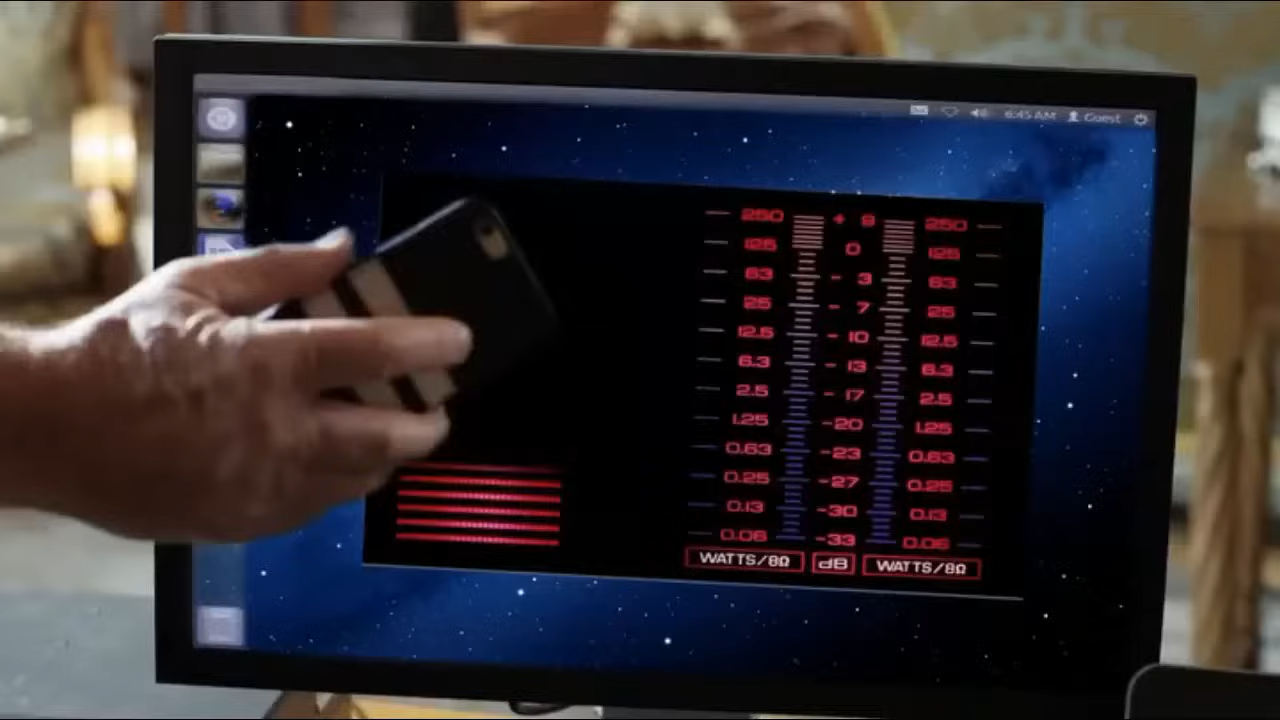 6:45 AM Guest
250 + 9 250
125 0 125
63 - 3 63
25 - 7 25
12.5 - 10 12.5
6.3 - 13 6.3
2.5 - 17 2.5
1.25 -20 1.25
0.63 -23 0.63
0.25 -27 0.25
0.13 -30 0.13
0.06 -33 0.06
WATTS/8Ω dB WATTS/8Ω